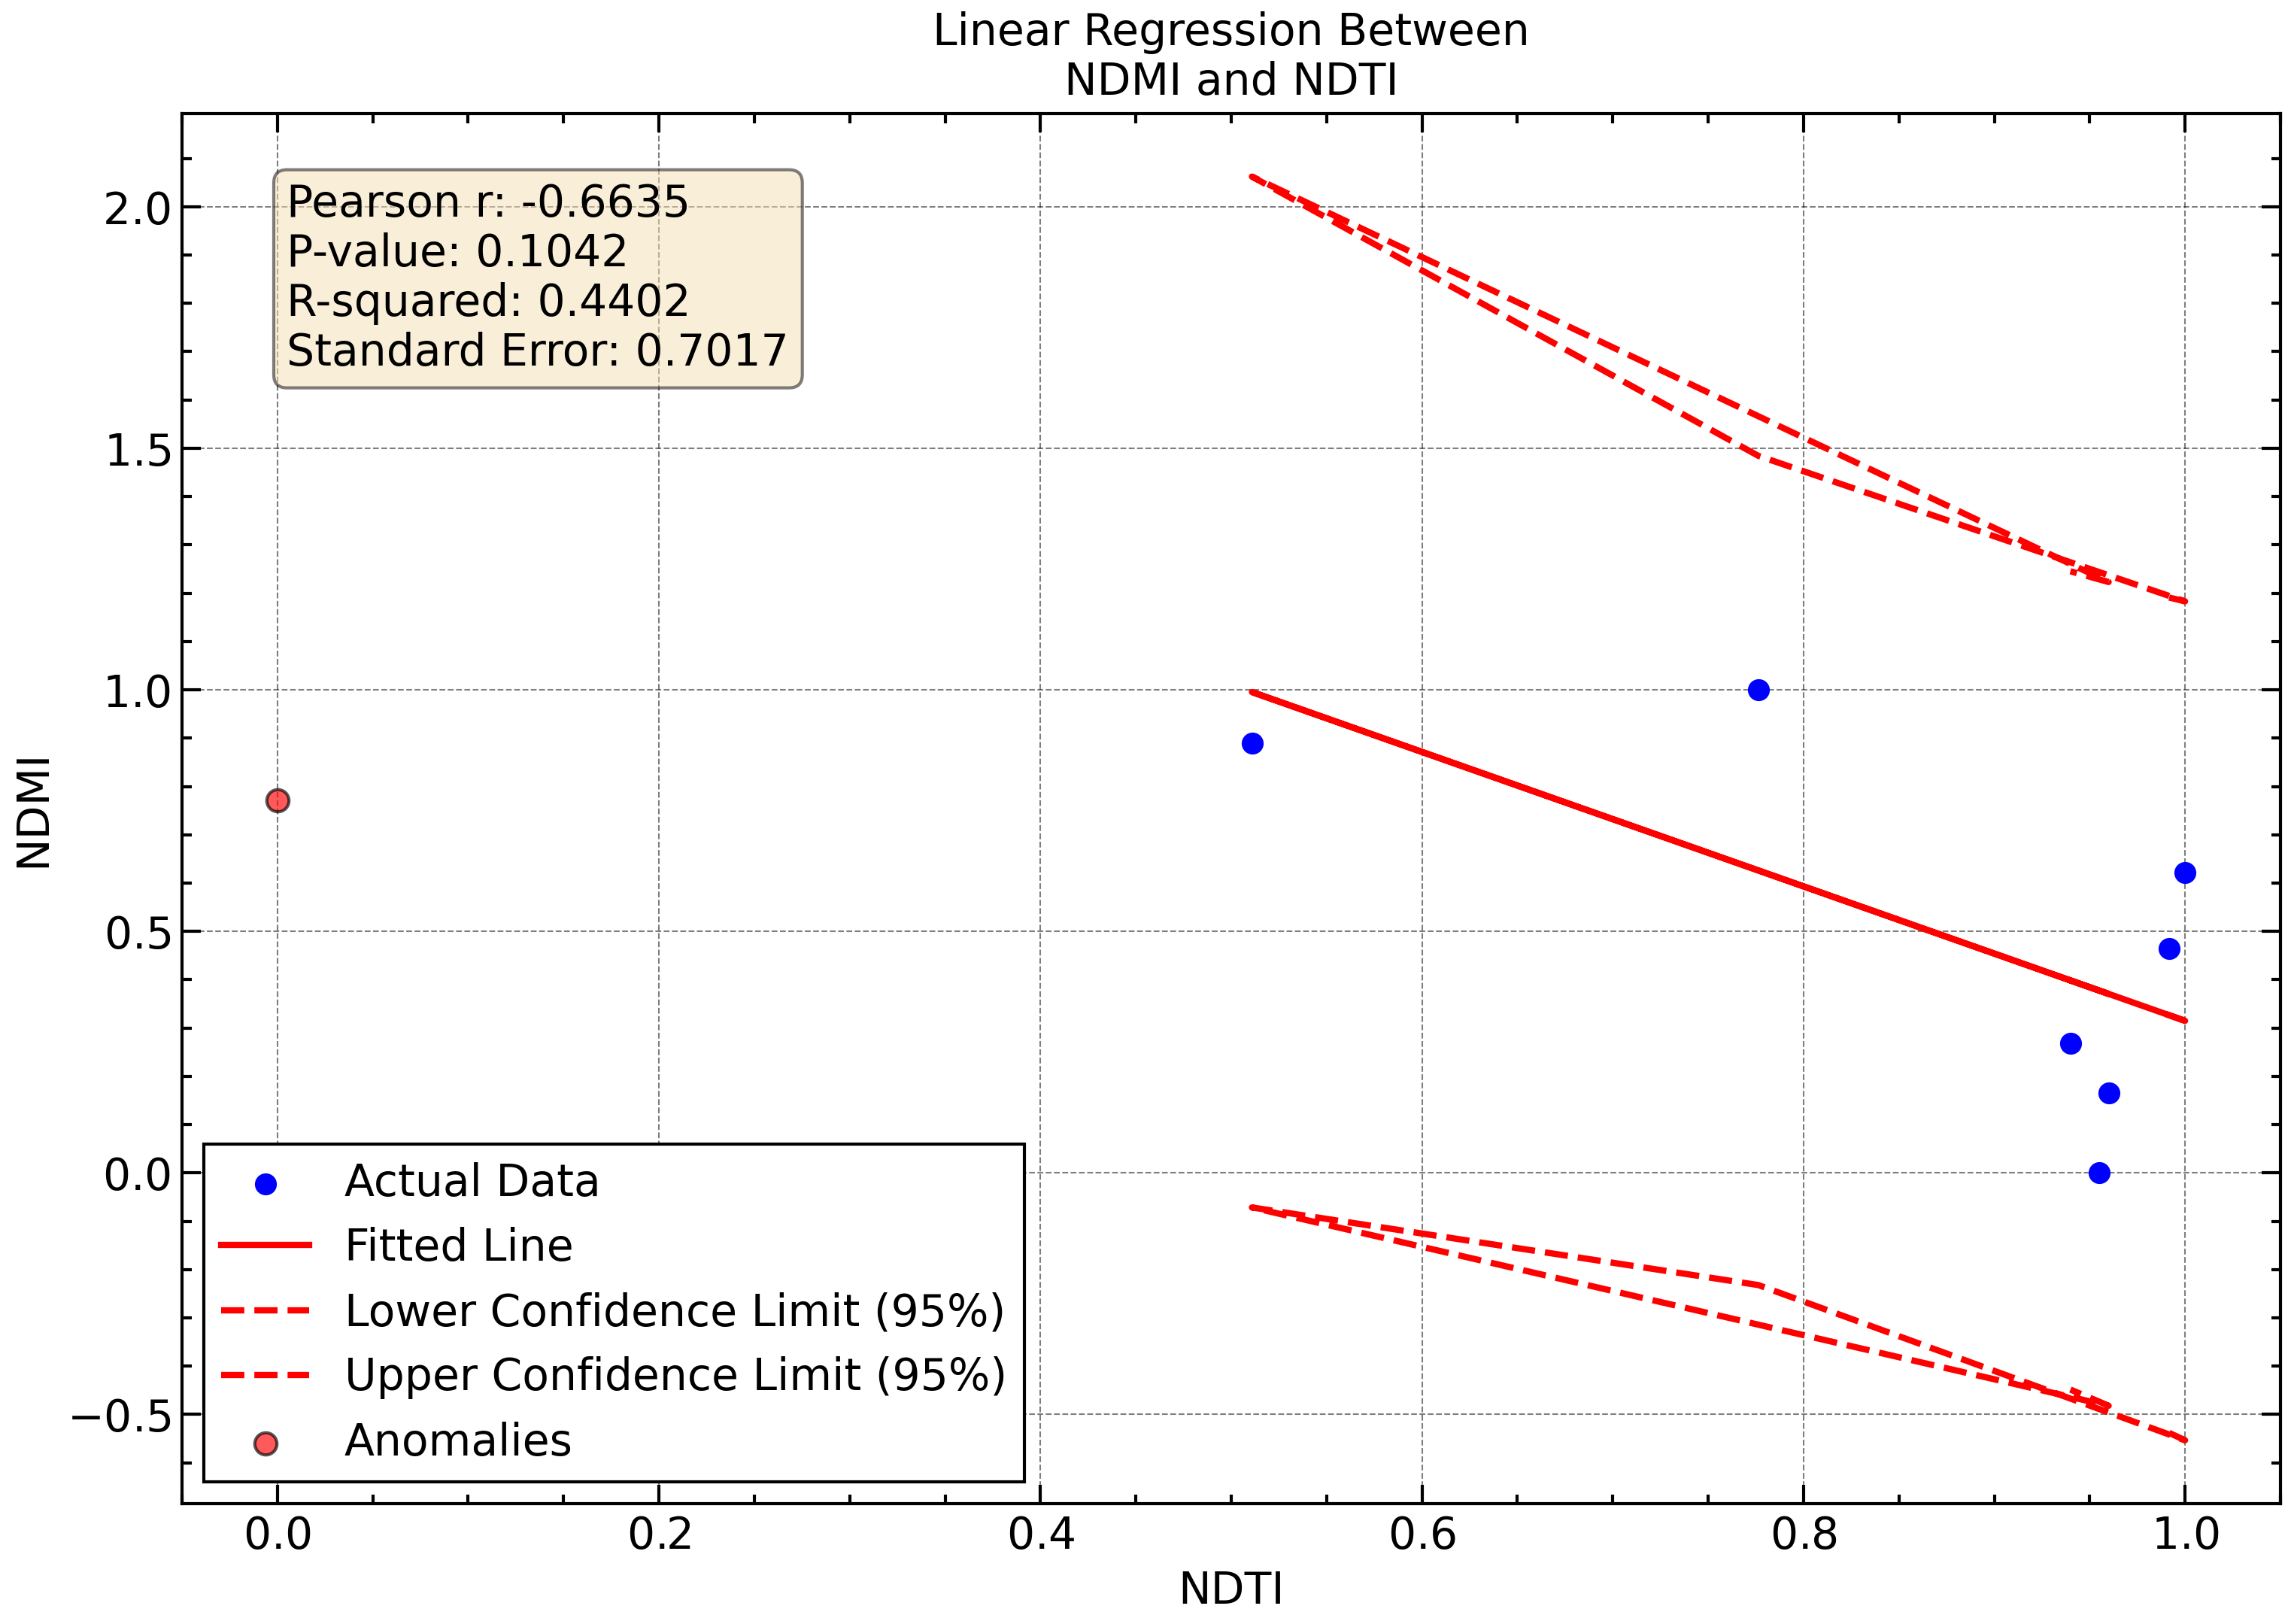 Linear Regression Between
NDMI and NDTI
Pearson r: -0.6635
P-value: 0.1042
R-squared: 0.4402
Standard Error: 0.7017
2.0
1.5
1.0
0.5
0.0
−0.5
NDMI
Actual Data
Fitted Line
Lower Confidence Limit (95%)
Upper Confidence Limit (95%)
Anomalies
0.0 0.2 0.4 0.6 0.8 1.0
NDTI